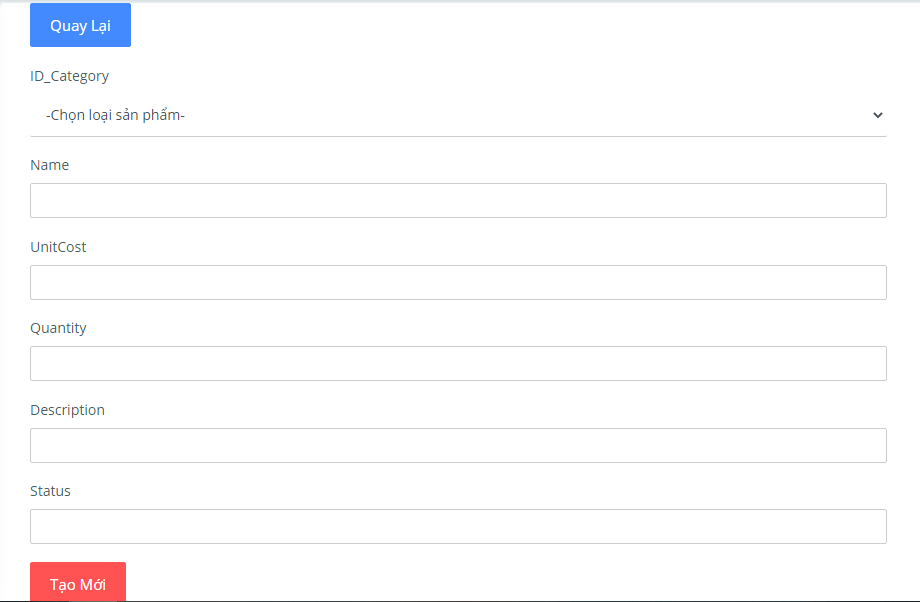 Quay Lại
ID_Category
-Chọn loại sản phẩm-
Name
UnitCost
Quantity
Description
Status
Tạo Mới